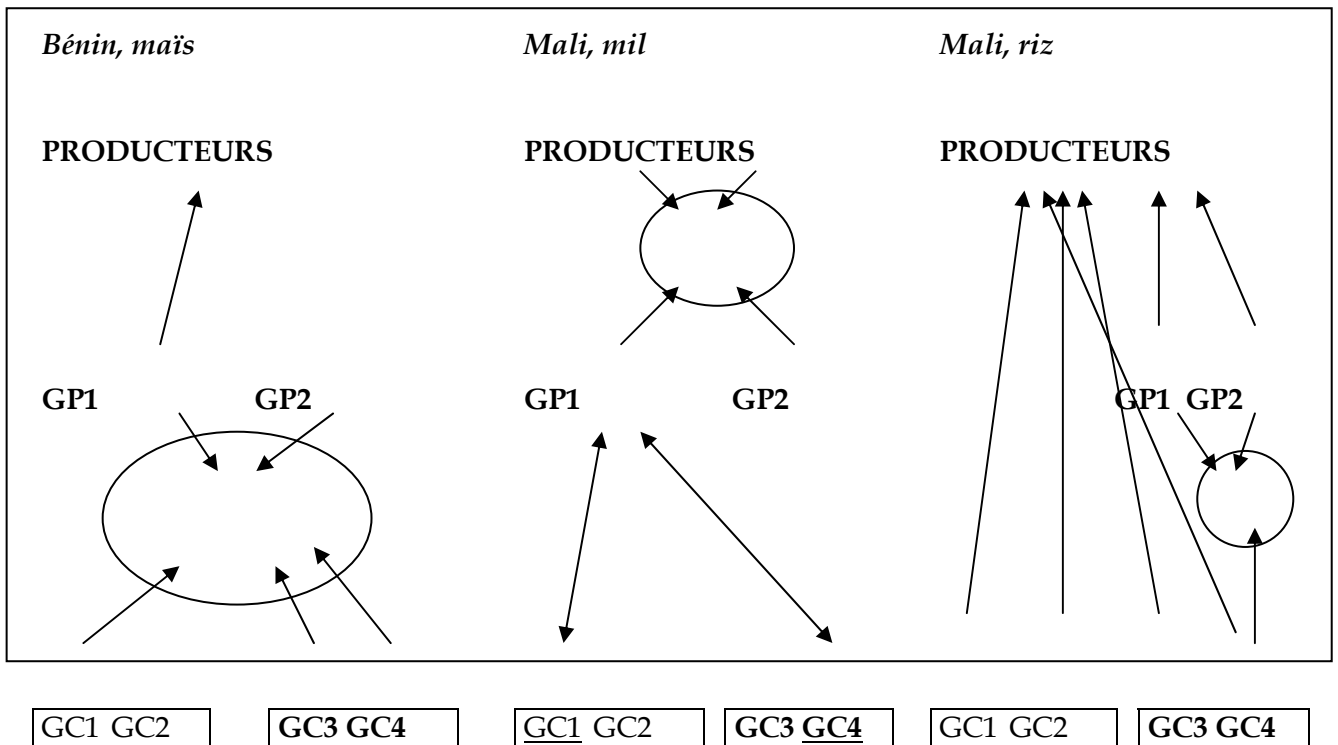 Bénin, maïs Mali, mil Mali, riz
PRODUCTEURS PRODUCTEURS PRODUCTEURS
GP1 GP2 GP1 GP2 GP1 GP2
GC1 GC2 GC3 GC4 GC1 GC2 GC3 GC4 GC1 GC2 GC3 GC4